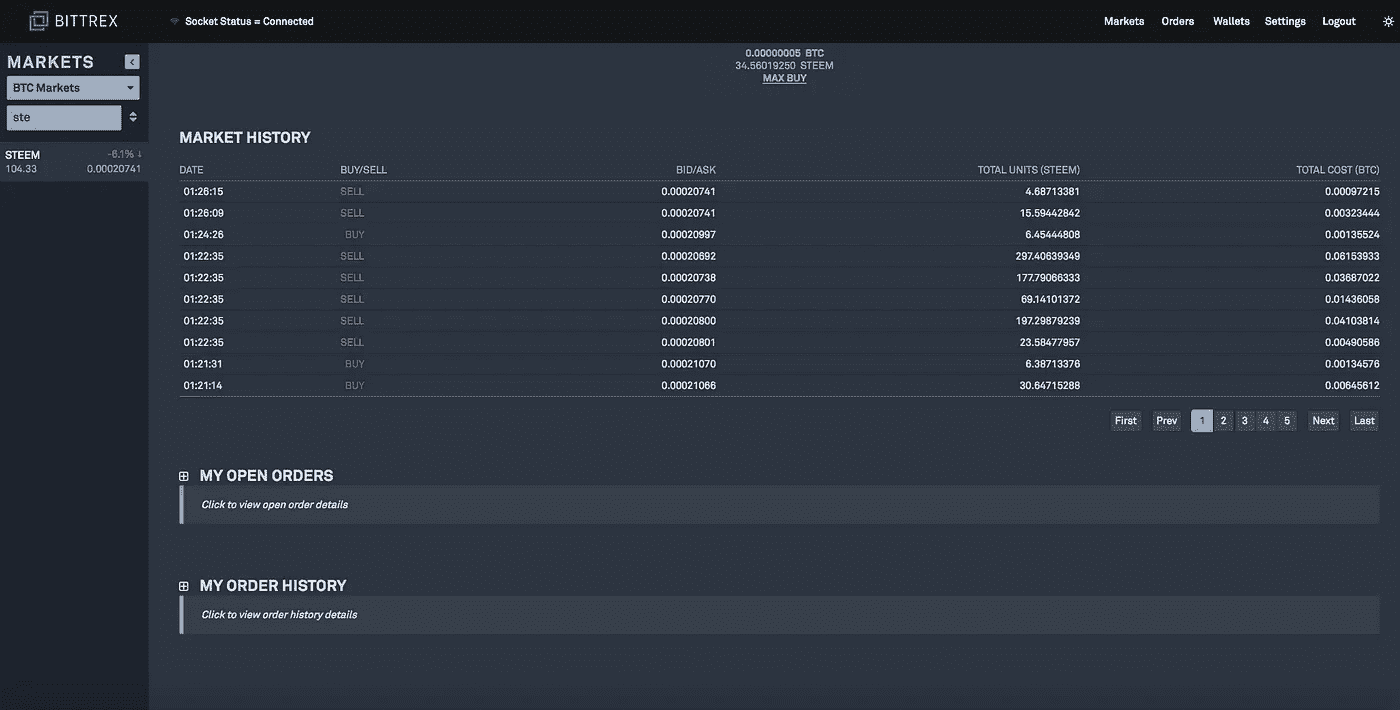 BITTREX
Socket Status = Connected
Markets Orders Wallets Settings Logout
MARKETS
BTC Markets
ste
STEEM -6.1% ↓
104.33 0.00020741
0.00000005 BTC
34.56019250 STEEM
MAX BUY
MARKET HISTORY
DATE BUY/SELL BID/ASK TOTAL UNITS (STEEM) TOTAL COST (BTC)
01:26:15 SELL 0.00020741 4.68713381 0.00097215
01:26:09 SELL 0.00020741 15.59442842 0.00323444
01:24:26 BUY 0.00020997 6.45444808 0.00135524
01:22:35 SELL 0.00020692 297.40639349 0.06153933
01:22:35 SELL 0.00020738 177.79066333 0.03687022
01:22:35 SELL 0.00020770 69.14101372 0.01436058
01:22:35 SELL 0.00020800 197.29879239 0.04103814
01:22:35 SELL 0.00020801 23.58477957 0.00490586
01:21:31 BUY 0.00021070 6.38713376 0.00134576
01:21:14 BUY 0.00021066 30.64715288 0.00645612
First Prev 1 2 3 4 5 Next Last
MY OPEN ORDERS
Click to view open order details
MY ORDER HISTORY
Click to view order history details